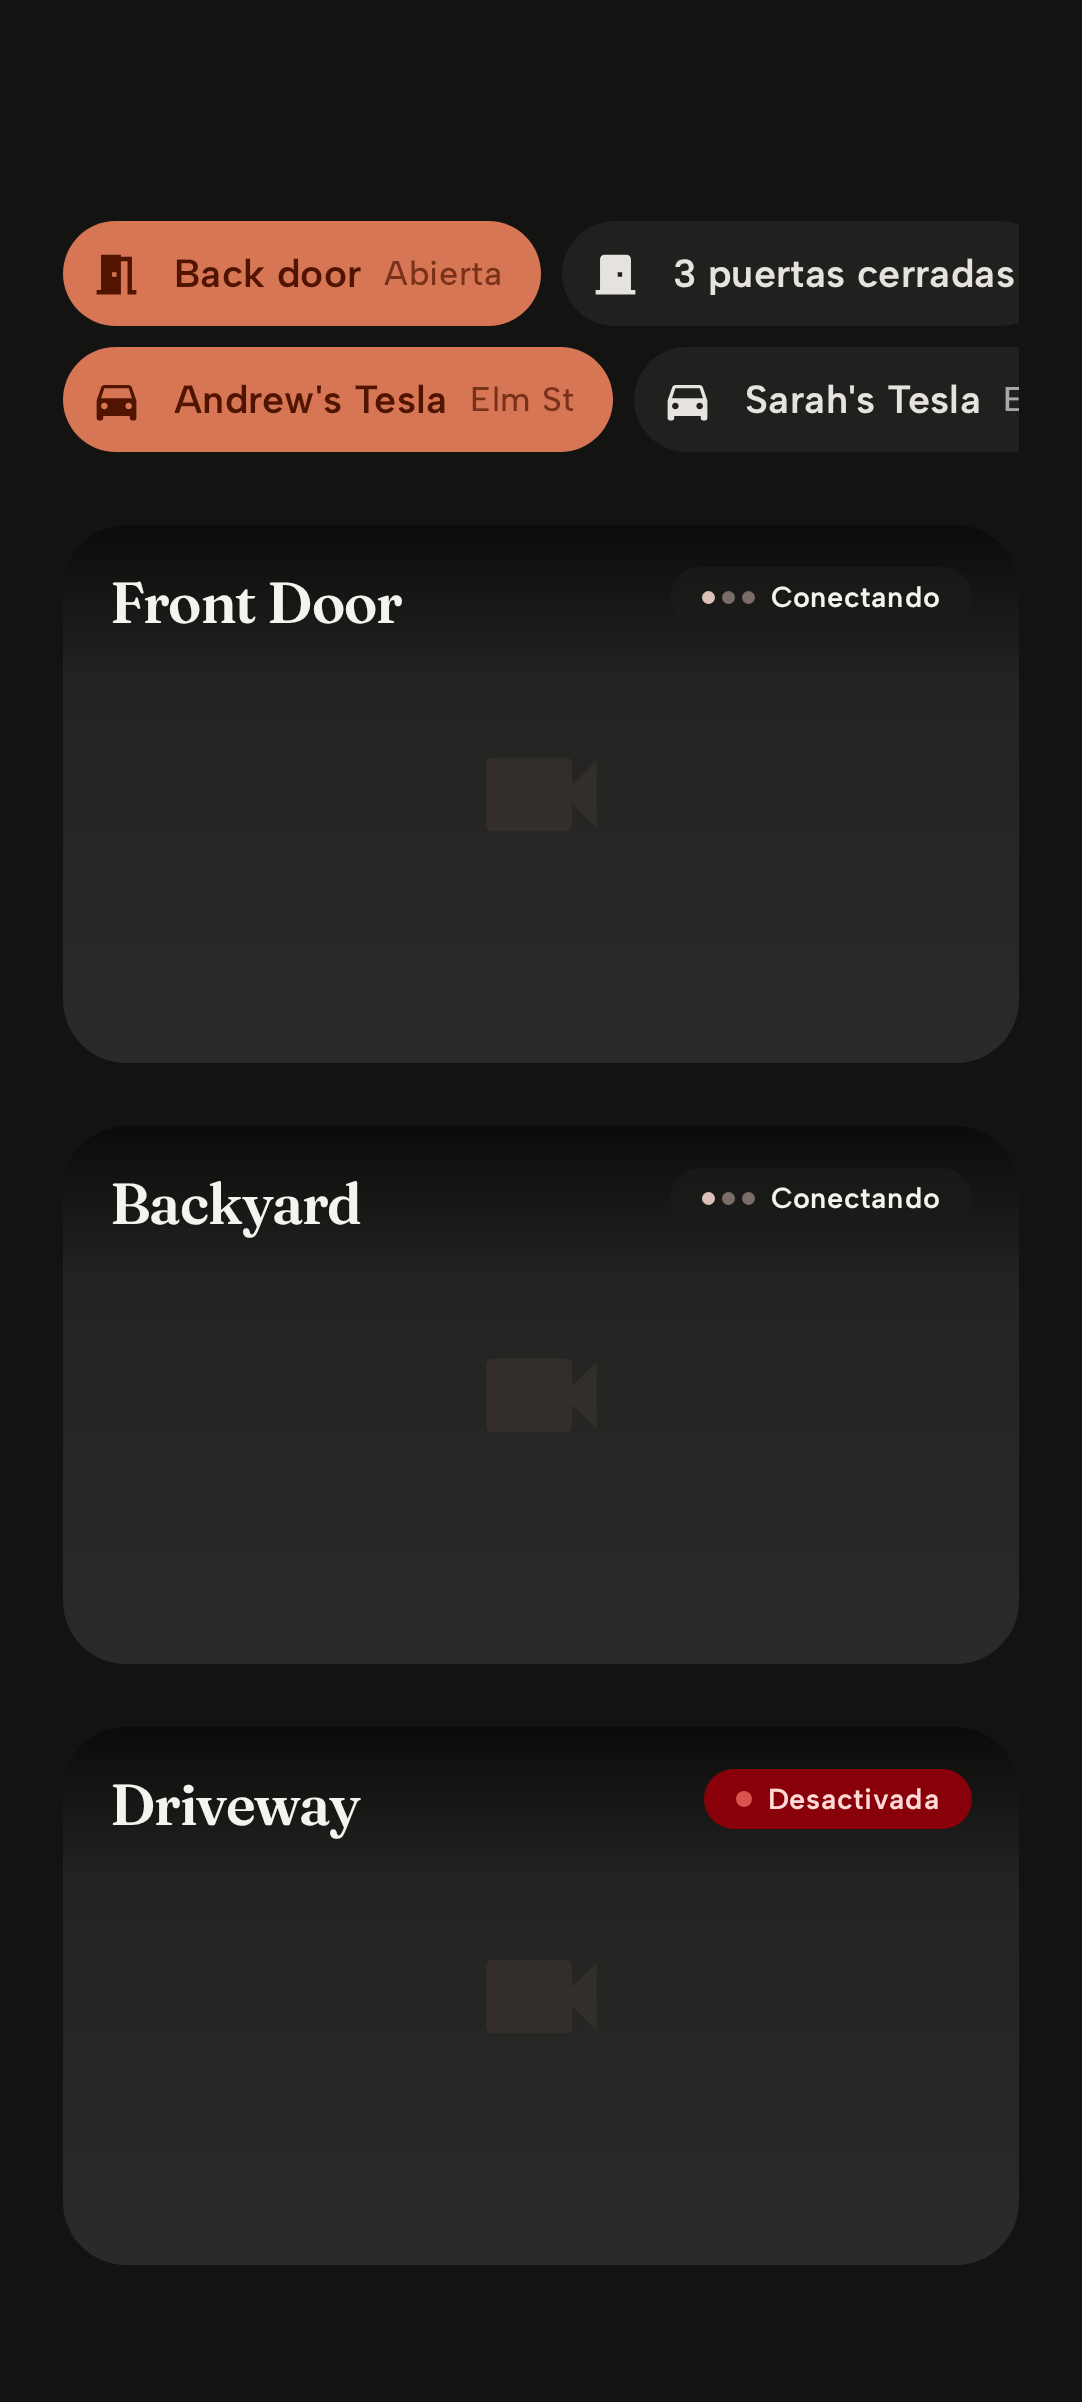 Back door Abierta
3 puertas cerradas
Andrew's Tesla Elm St
Sarah's Tesla
Front Door
Conectando
Backyard
Conectando
Driveway
Desactivada